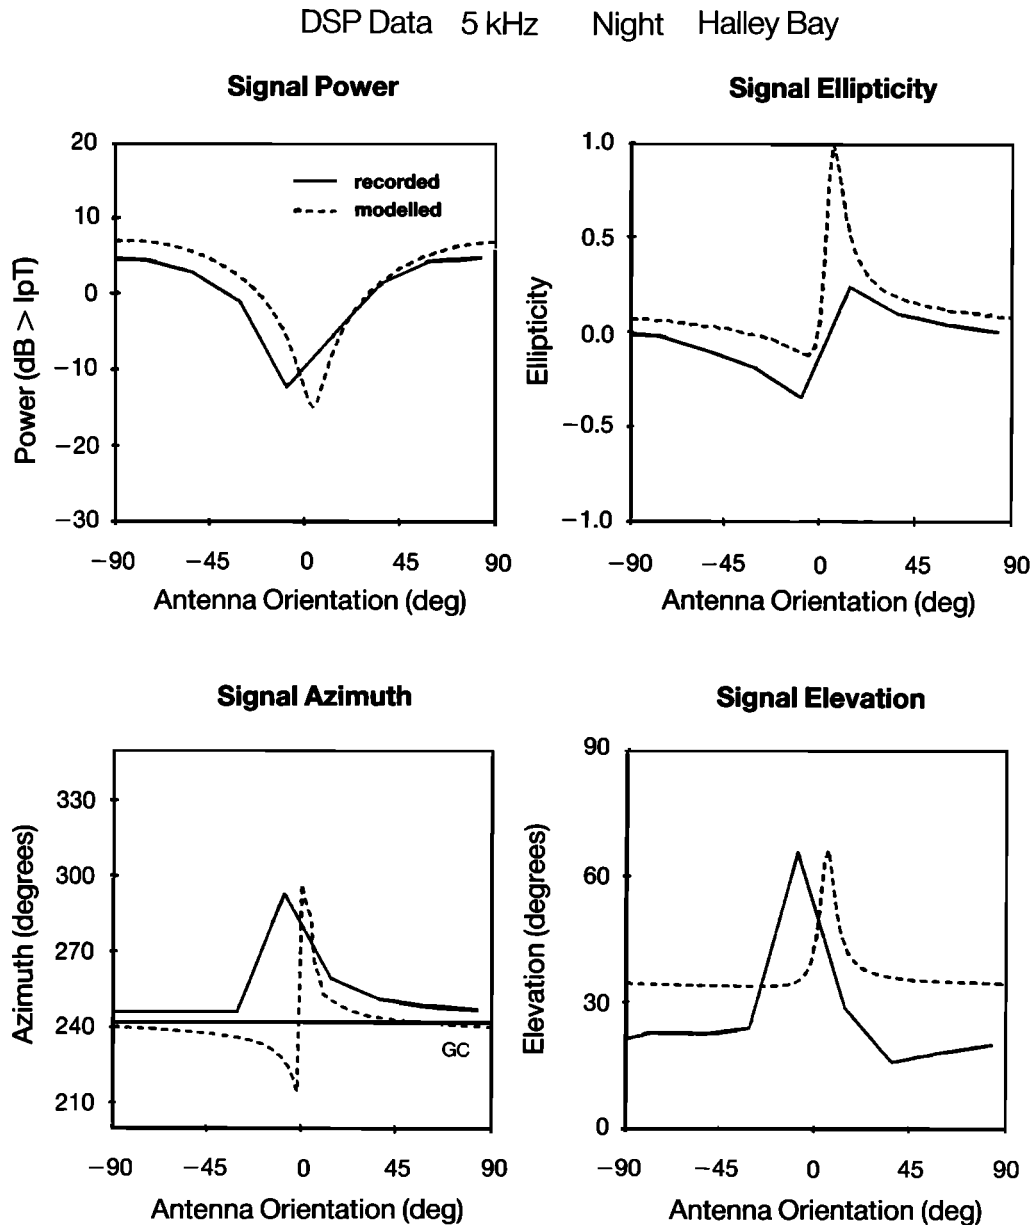 DSP Data 5 kHz Night Halley Bay
Signal Power
20
10
0
−10
−20
−30
Power (dB > lpT)
recorded
modelled
−90 −45 0 45 90
Antenna Orientation (deg)
Signal Ellipticity
1.0
0.5
0.0
−0.5
−1.0
Ellipticity
−90 −45 0 45 90
Antenna Orientation (deg)
Signal Azimuth
330
300
270
240
210
Azimuth (degrees)
GC
−90 −45 0 45 90
Antenna Orientation (deg)
Signal Elevation
90
60
30
0
Elevation (degrees)
−90 −45 0 45 90
Antenna Orientation (deg)